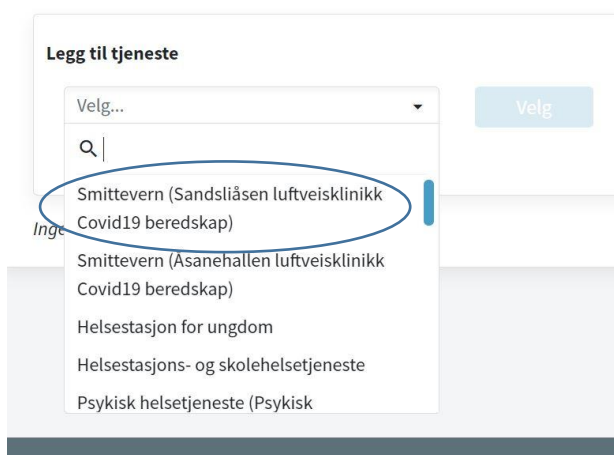 Legg til tjeneste
Velg...
Velg
Smittevern (Sandsliåsen luftveisklinikk
Covid19 beredskap)
Inge
Smittevern (Åsanehallen luftveisklinikk
Covid19 beredskap)
Helsestasjon for ungdom
Helsestasjons- og skolehelsetjeneste
Psykisk helsetjeneste (Psykisk